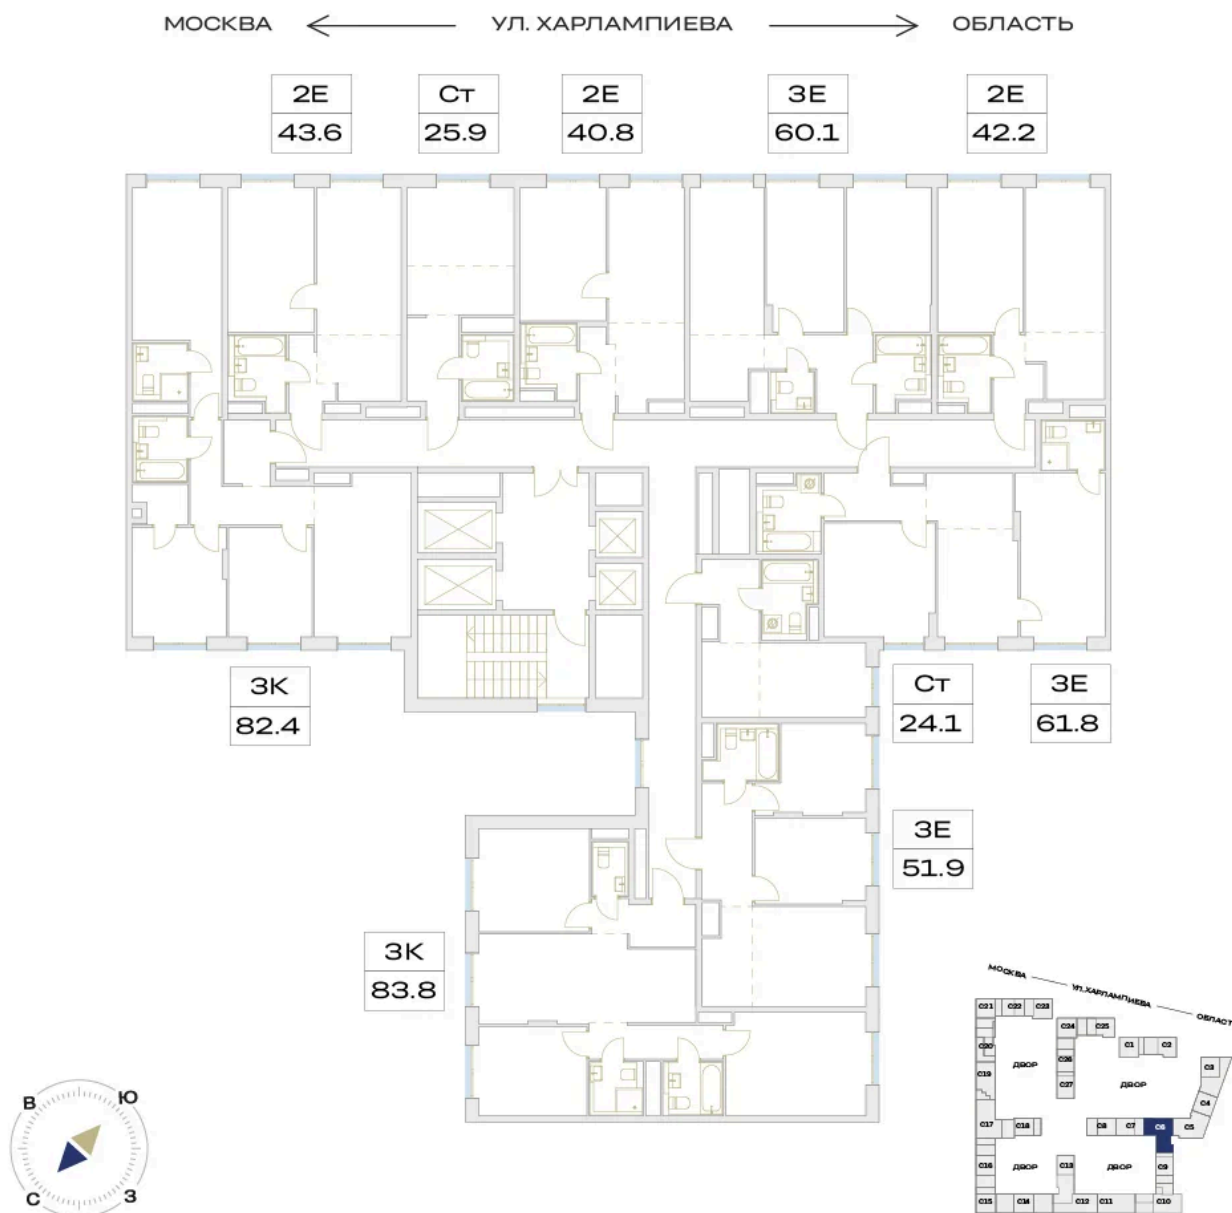 МОСКВА УЛ. ХАРЛАМПИЕВА ОБЛАСТЬ
2Е Ст 2Е 3Е 2Е
43.6 25.9 40.8 60.1 42.2
3К Ст 3Е
82.4 24.1 61.8
3Е
51.9
3К
83.8
МОСКВА УЛ. ХАРЛАМПИЕВА ОБЛАСТ
С21 С22 С23
С24 С25
С1 С2
С20 С26 С3
ДВОР
С19 С27 ДВОР
С4
С17 С18 С8 С7 С6 С5
С16 ДВОР С13 ДВОР С9
С15 С14 С12 С11 С10
В Ю
С З